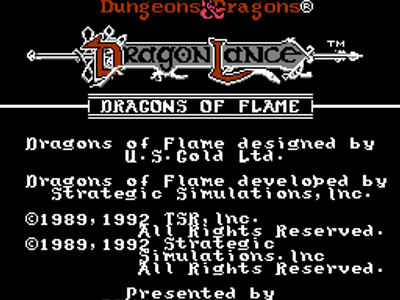 Dungeons & Dragons®
DRAGONLANCE ™
DRAGONS OF FLAME
Dragons of Flame designed by
U.S.Gold Ltd.
Dragons of Flame developed by
Strategic Simulations,Inc.
©1989,1992 TSR,Inc.
All Rights Reserved.
©1989,1992 Strategic
Simulations.Inc
All Rights Reserved.
Presented by